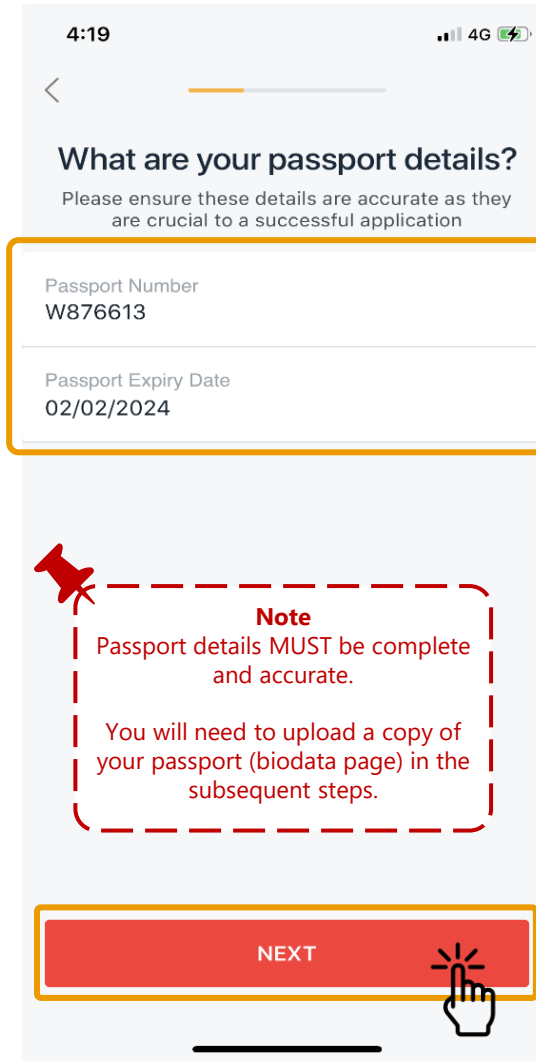 4:19
4G
What are your passport details?
Please ensure these details are accurate as they
are crucial to a successful application
Passport Number
W876613
Passport Expiry Date
02/02/2024
Note
Passport details MUST be complete
and accurate.
You will need to upload a copy of
your passport (biodata page) in the
subsequent steps.
NEXT